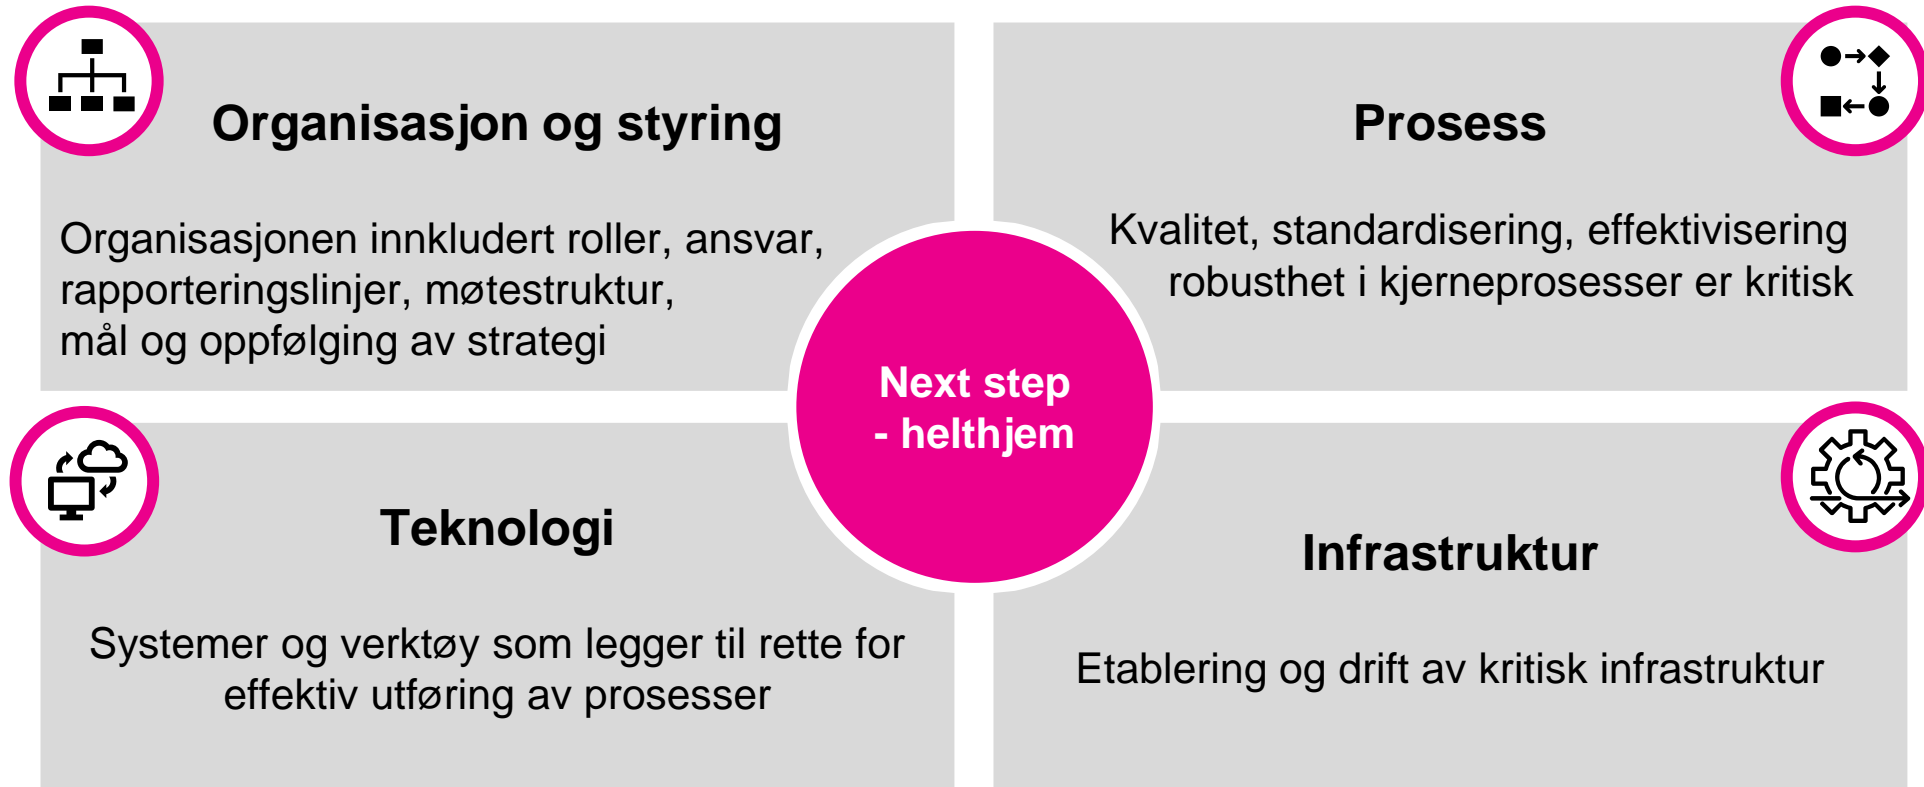 Organisasjon og styring
Organisasjonen innkludert roller, ansvar,
rapporteringslinjer, møtestruktur,
mål og oppfølging av strategi
Prosess
Kvalitet, standardisering, effektivisering
robusthet i kjerneprosesser er kritisk
Next step
- helthjem
Teknologi
Systemer og verktøy som legger til rette for
effektiv utføring av prosesser
Infrastruktur
Etablering og drift av kritisk infrastruktur